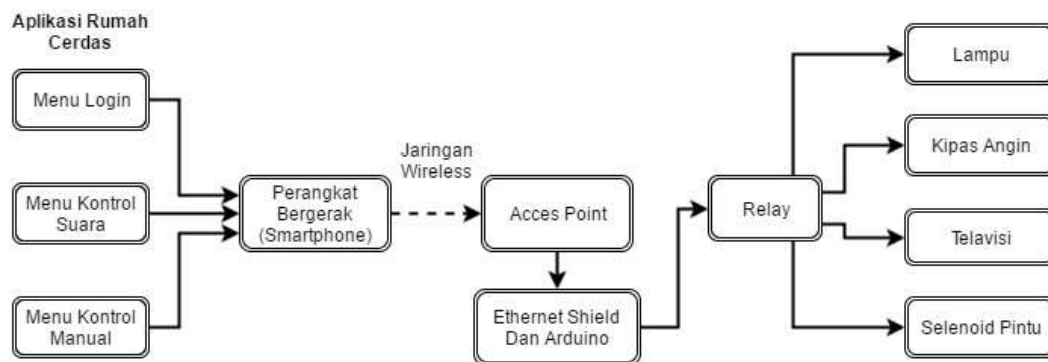 Aplikasi Rumah
Cerdas
Menu Login
Menu Kontrol
Suara
Menu Kontrol
Manual
Perangkat
Bergerak
(Smartphone)
Jaringan
Wireless
Acces Point
Ethernet Shield
Dan Arduino
Relay
Lampu
Kipas Angin
Telavisi
Selenoid Pintu